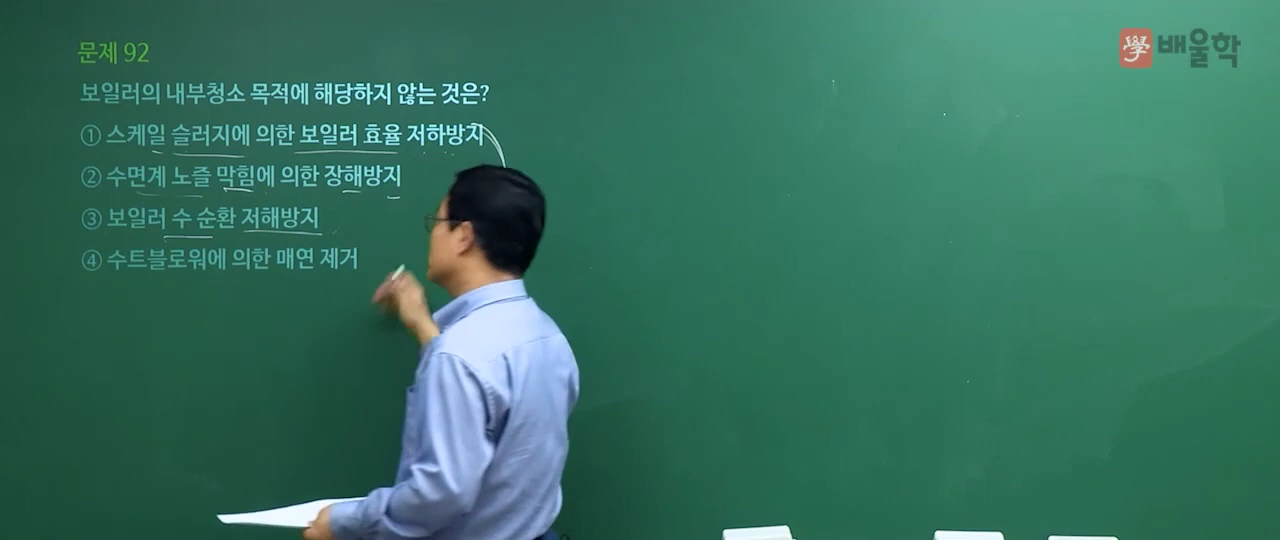 문제 92
學 배울학
보일러의 내부청소 목적에 해당하지 않는 것은?
① 스케일 슬러지에 의한 보일러 효율 저하방지
② 수면계 노즐 막힘에 의한 장해방지
③ 보일러 수 순환 저해방지
④ 수트블로워에 의한 매연 제거